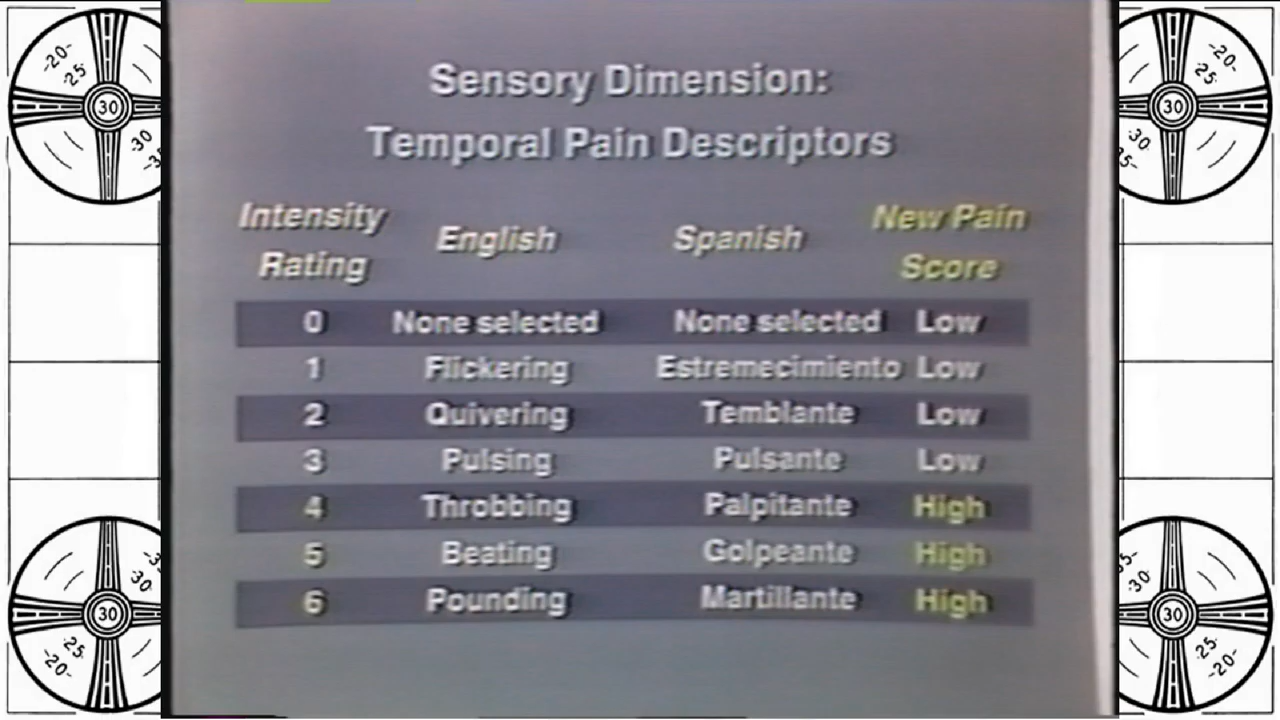 Sensory Dimension:
Temporal Pain Descriptors
Intensity Rating English Spanish New Pain Score
0 None selected None selected Low
1 Flickering Estremecimiento Low
2 Quivering Temblante Low
3 Pulsing Pulsante Low
4 Throbbing Palpitante High
5 Beating Golpeante High
6 Pounding Martillante High
-20-
-25-
30
-30
-20-
-25-
30
-30
-30
30
-25-
-20-
-30
30
-25-
-20-